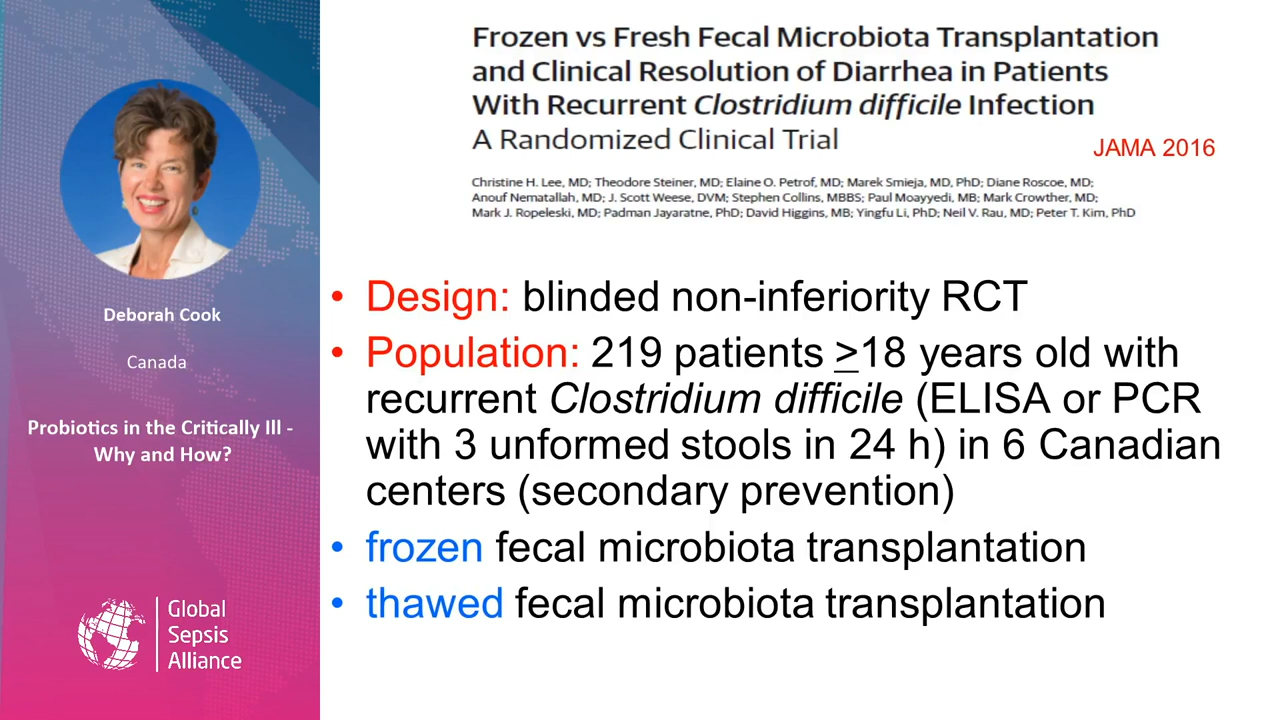 Deborah Cook
Canada
Probiotics in the Critically Ill -
Why and How?
Global
Sepsis
Alliance
Frozen vs Fresh Fecal Microbiota Transplantation
and Clinical Resolution of Diarrhea in Patients
With Recurrent Clostridium difficile Infection
A Randomized Clinical Trial
JAMA 2016
Christine H. Lee, MD; Theodore Steiner, MD; Elaine O. Petrof, MD; Marek Smieja, MD, PhD; Diane Roscoe, MD;
Anouf Nematallah, MD; J. Scott Weese, DVM; Stephen Collins, MBBS; Paul Moayyedi, MB; Mark Crowther, MD;
Mark J. Ropeleski, MD; Padman Jayaratne, PhD; David Higgins, MB; Yingfu Li, PhD; Neil V. Rau, MD; Peter T. Kim, PhD
• Design: blinded non-inferiority RCT
• Population: 219 patients >18 years old with
recurrent Clostridium difficile (ELISA or PCR
with 3 unformed stools in 24 h) in 6 Canadian
centers (secondary prevention)
• frozen fecal microbiota transplantation
• thawed fecal microbiota transplantation